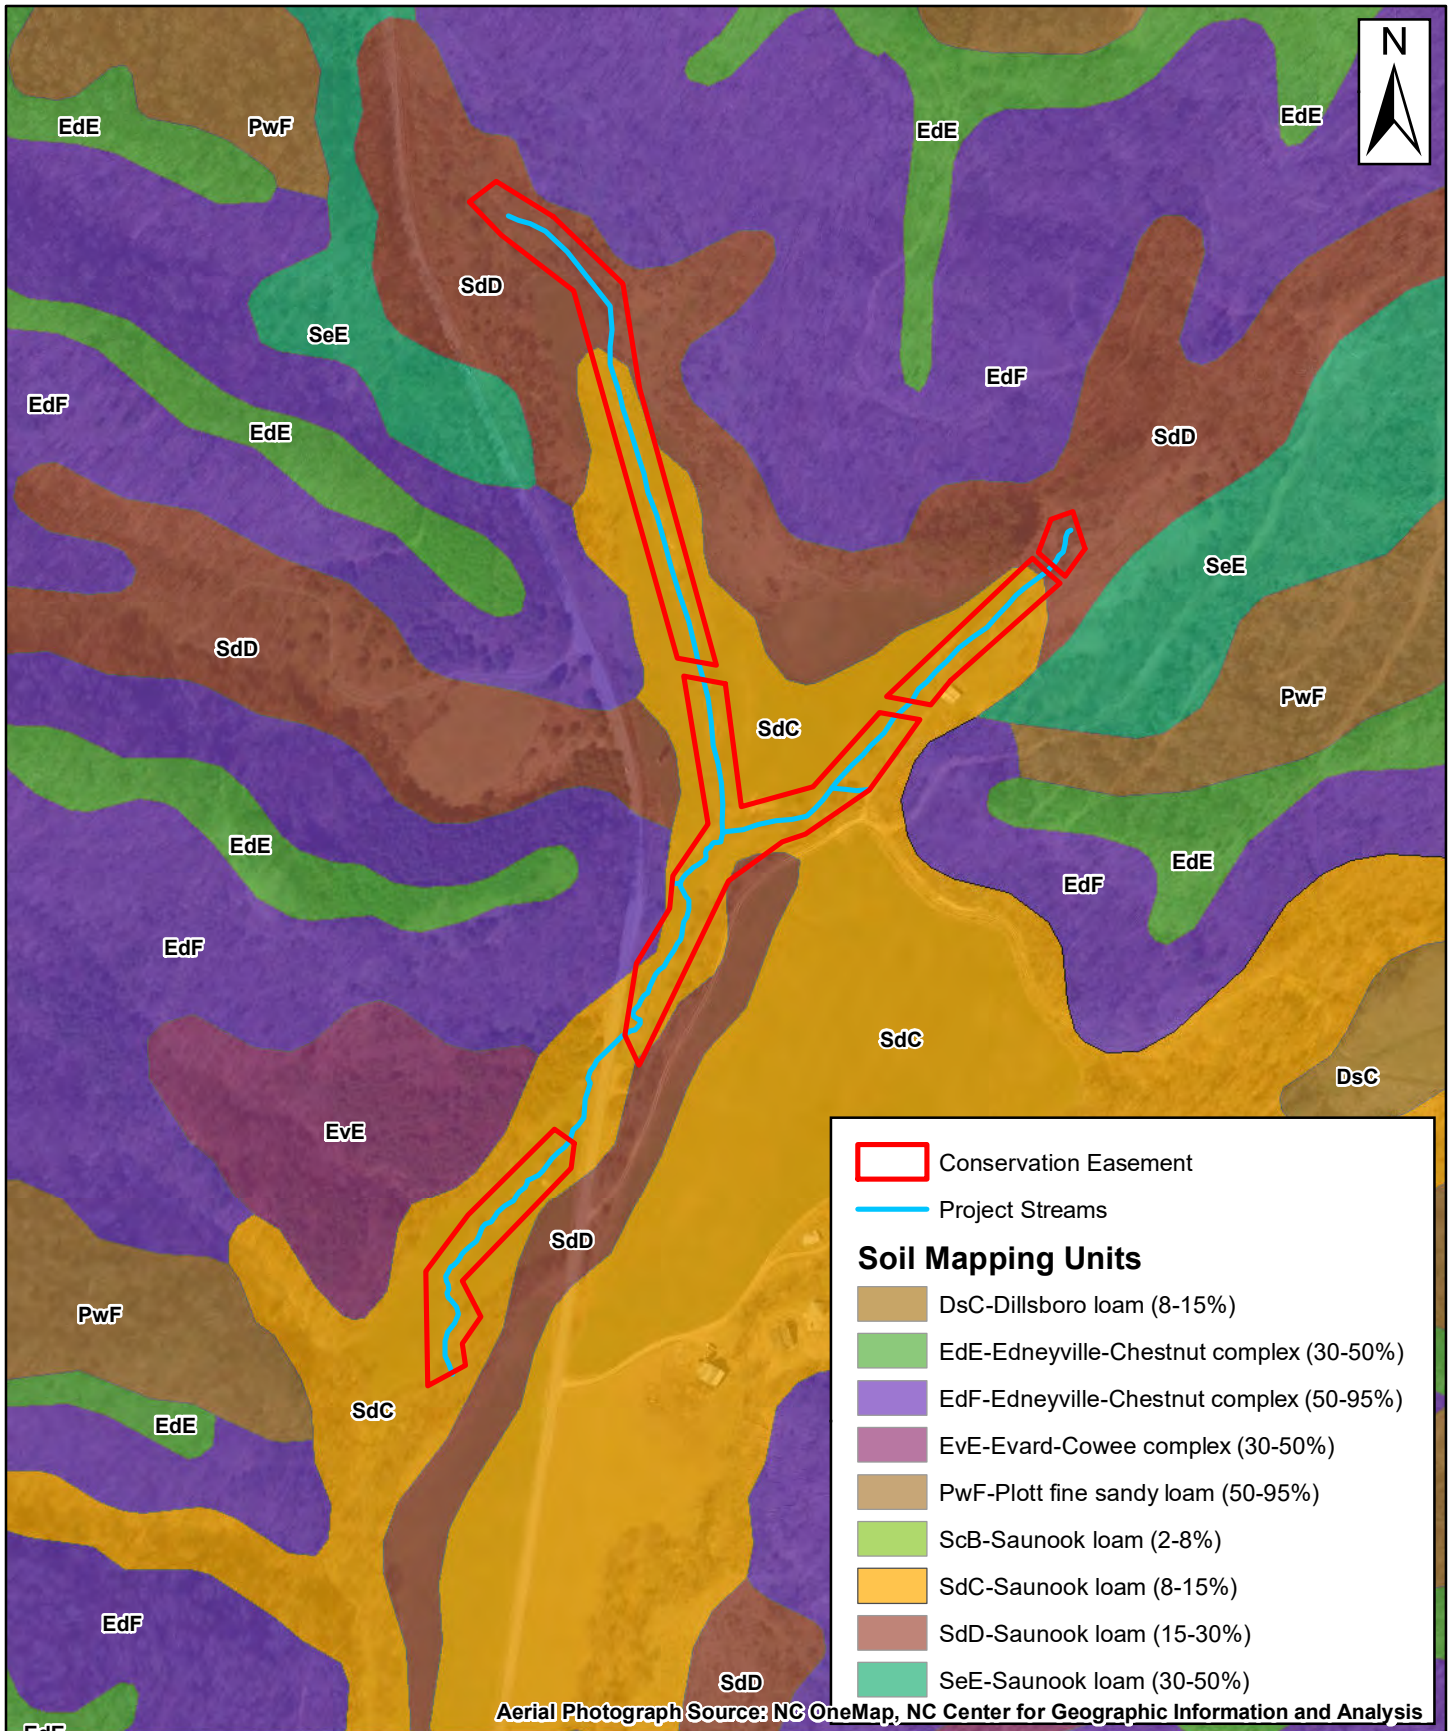 N
EdE
PwF
EdE
EdE
SdD
SeE
EdF
EdF
EdE
SdD
SeE
SdD
PwF
SdC
EdE
EdE
EdF
EdF
SdC
DsC
EvE
SdD
PwF
SdC
EdE
EdF
SdD
EdE
Conservation Easement
Project Streams
Soil Mapping Units
DsC-Dillsboro loam (8-15%)
EdE-Edneyville-Chestnut complex (30-50%)
EdF-Edneyville-Chestnut complex (50-95%)
EvE-Evard-Cowee complex (30-50%)
PwF-Plott fine sandy loam (50-95%)
ScB-Saunook loam (2-8%)
SdC-Saunook loam (8-15%)
SdD-Saunook loam (15-30%)
SeE-Saunook loam (30-50%)
Aerial Photograph Source: NC OneMap, NC Center for Geographic Information and Analysis